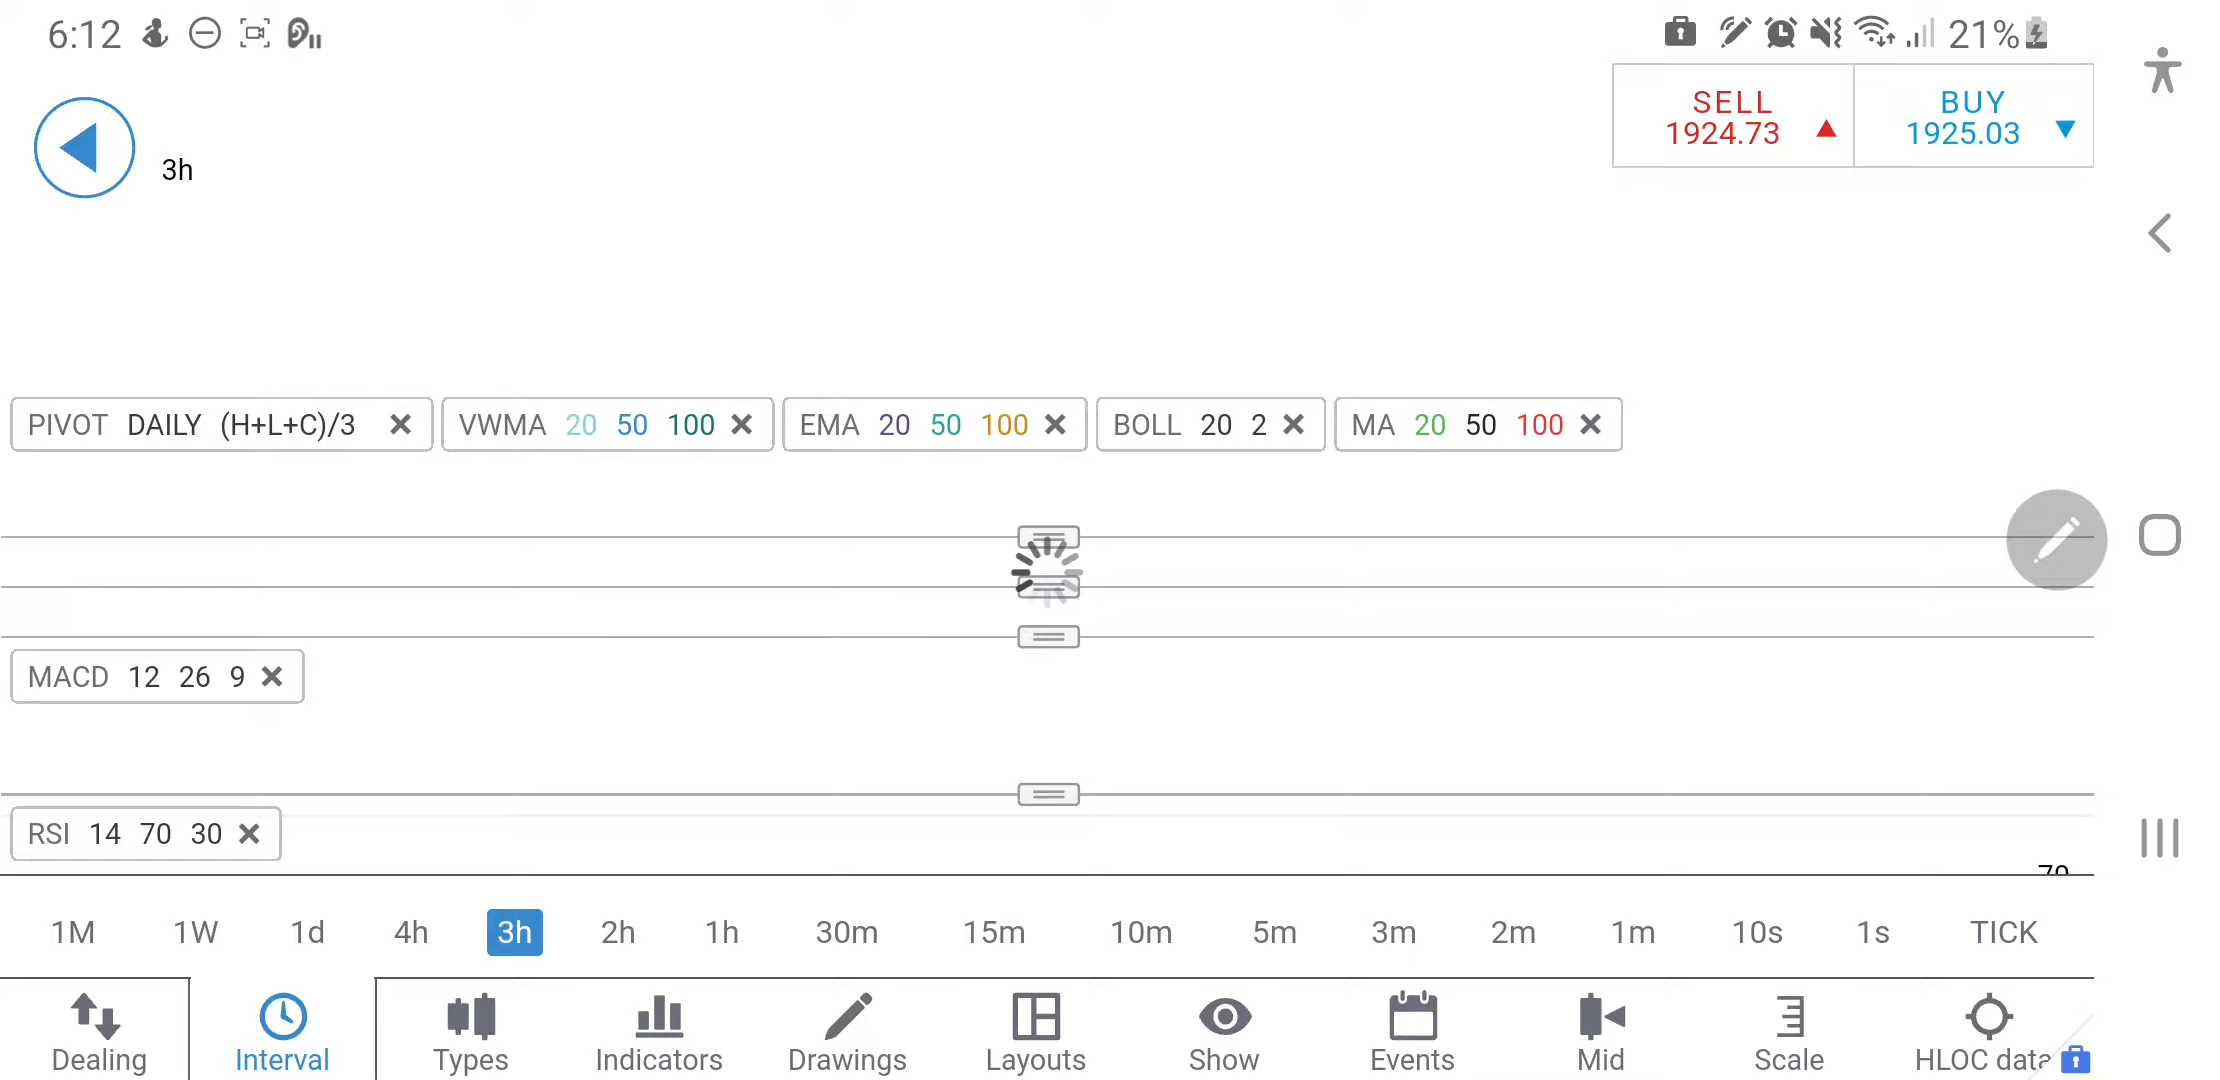 6:12 21%
SELL BUY
1924.73 1925.03
3h
PIVOT DAILY (H+L+C)/3 VWMA 20 50 100 EMA 20 50 100 BOLL 20 2 MA 20 50 100
MACD 12 26 9
RSI 14 70 30
70
1M 1W 1d 4h 3h 2h 1h 30m 15m 10m 5m 3m 2m 1m 10s 1s TICK
Dealing Interval Types Indicators Drawings Layouts Show Events Mid Scale HLOC data